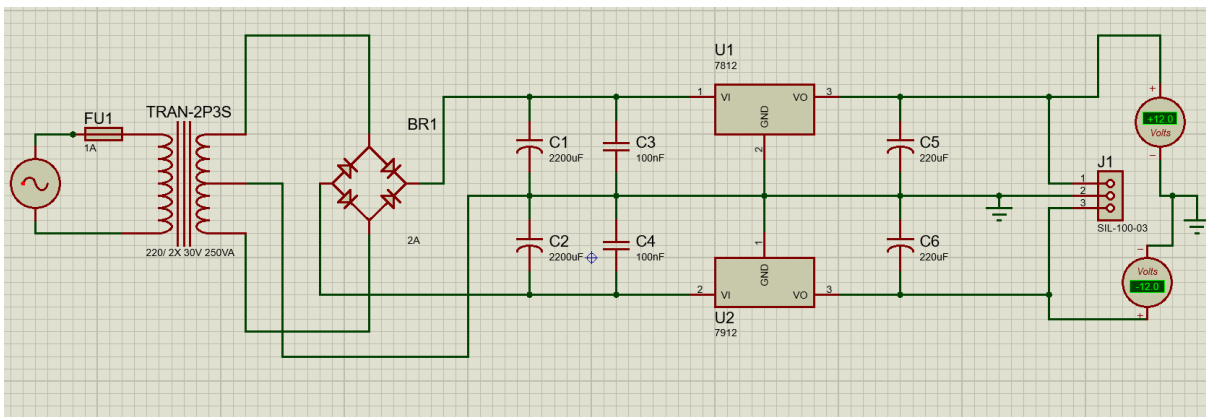 FU1
1A
TRAN-2P3S
220/ 2X 30V 250VA
BR1
2A
C1
2200uF
C2
2200uF
C3
100nF
C4
100nF
U1
7812
1
VI
VO
3
GND
2
1
GND
2
VI
VO
3
U2
7912
C5
220uF
C6
220uF
J1
1
2
3
SIL-100-03
+
+12.0
Volts
−
−
Volts
-12.0
+